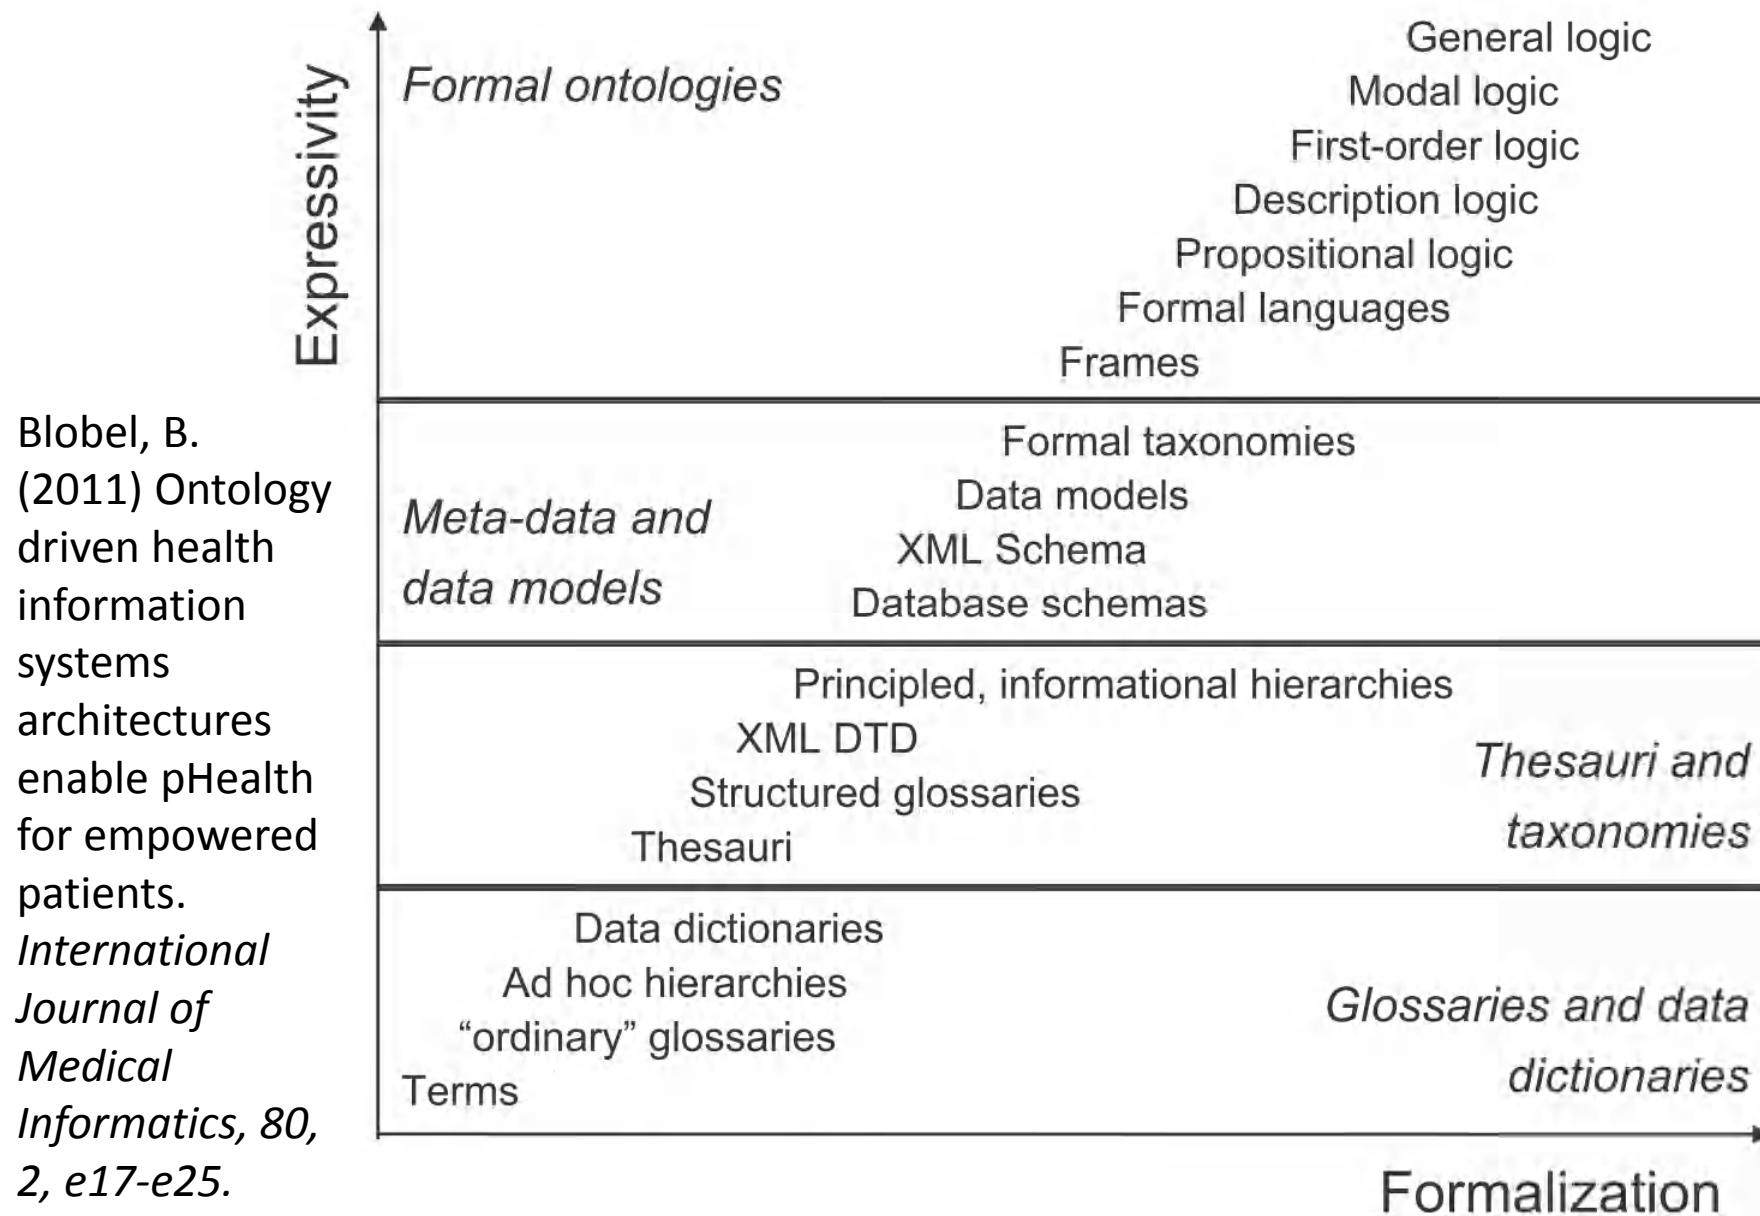 Expressivity
Formal ontologies
General logic
Modal logic
First-order logic
Description logic
Propositional logic
Formal languages
Frames
Meta-data and
data models
Formal taxonomies
Data models
XML Schema
Database schemas
Principled, informational hierarchies
XML DTD
Structured glossaries
Thesauri
Thesauri and
taxonomies
Data dictionaries
Ad hoc hierarchies
“ordinary” glossaries
Terms
Glossaries and data
dictionaries
Formalization
Blobel, B.
(2011) Ontology
driven health
information
systems
architectures
enable pHealth
for empowered
patients.
International
Journal of
Medical
Informatics, 80,
2, e17-e25.